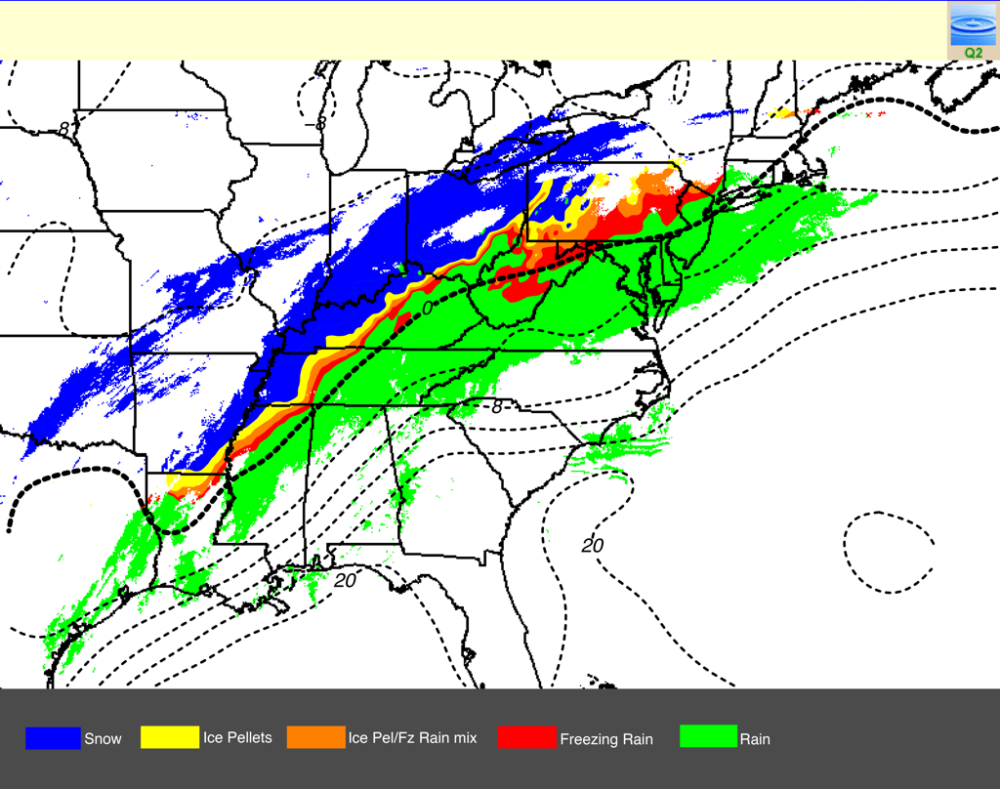 Q2
8
-8
0
-8
20
20
Snow
Ice Pellets
Ice Pel/Fz Rain mix
Freezing Rain
Rain